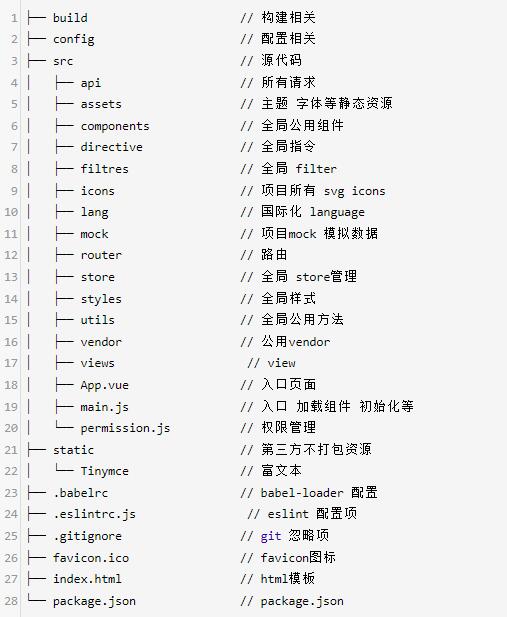 1 ├── build                      // 构建相关
2 ├── config                     // 配置相关
3 ├── src                        // 源代码
4 │   ├── api                    // 所有请求
5 │   ├── assets                 // 主题 字体等静态资源
6 │   ├── components             // 全局公用组件
7 │   ├── directive              // 全局指令
8 │   ├── filtres                // 全局 filter
9 │   ├── icons                  // 项目所有 svg icons
10 │   ├── lang                   // 国际化 language
11 │   ├── mock                   // 项目mock 模拟数据
12 │   ├── router                 // 路由
13 │   ├── store                  // 全局 store管理
14 │   ├── styles                 // 全局样式
15 │   ├── utils                  // 全局公用方法
16 │   ├── vendor                 // 公用vendor
17 │   ├── views                   // view
18 │   ├── App.vue                // 入口页面
19 │   ├── main.js                // 入口 加载组件 初始化等
20 │   └── permission.js          // 权限管理
21 ├── static                     // 第三方不打包资源
22 │   └── Tinymce                // 富文本
23 ├── .babelrc                   // babel-loader 配置
24 ├── .eslintrc.js                // eslint 配置项
25 ├── .gitignore                 // git 忽略项
26 ├── favicon.ico                // favicon图标
27 ├── index.html                 // html模板
28 └── package.json               // package.json